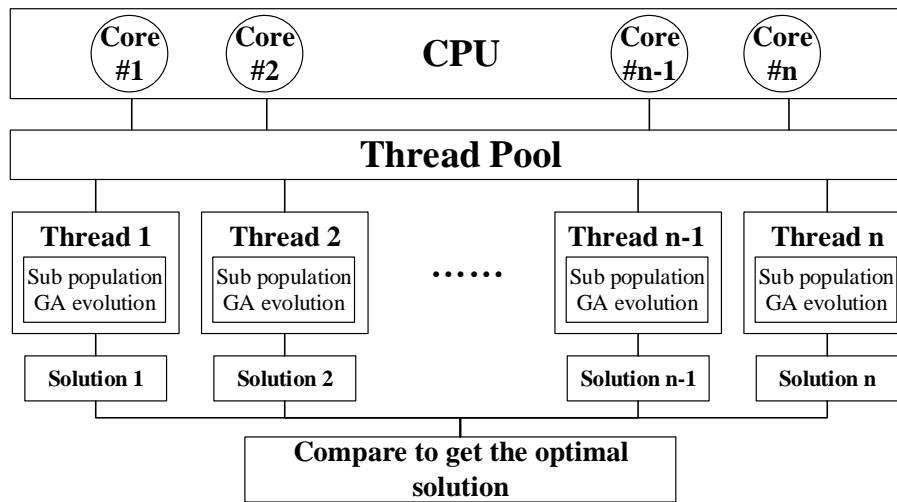 Core #1
Core #2
CPU
Core #n-1
Core #n
Thread Pool
Thread 1
Sub population
GA evolution
Thread 2
Sub population
GA evolution
……
Thread n-1
Sub population
GA evolution
Thread n
Sub population
GA evolution
Solution 1
Solution 2
Solution n-1
Solution n
Compare to get the optimal
solution